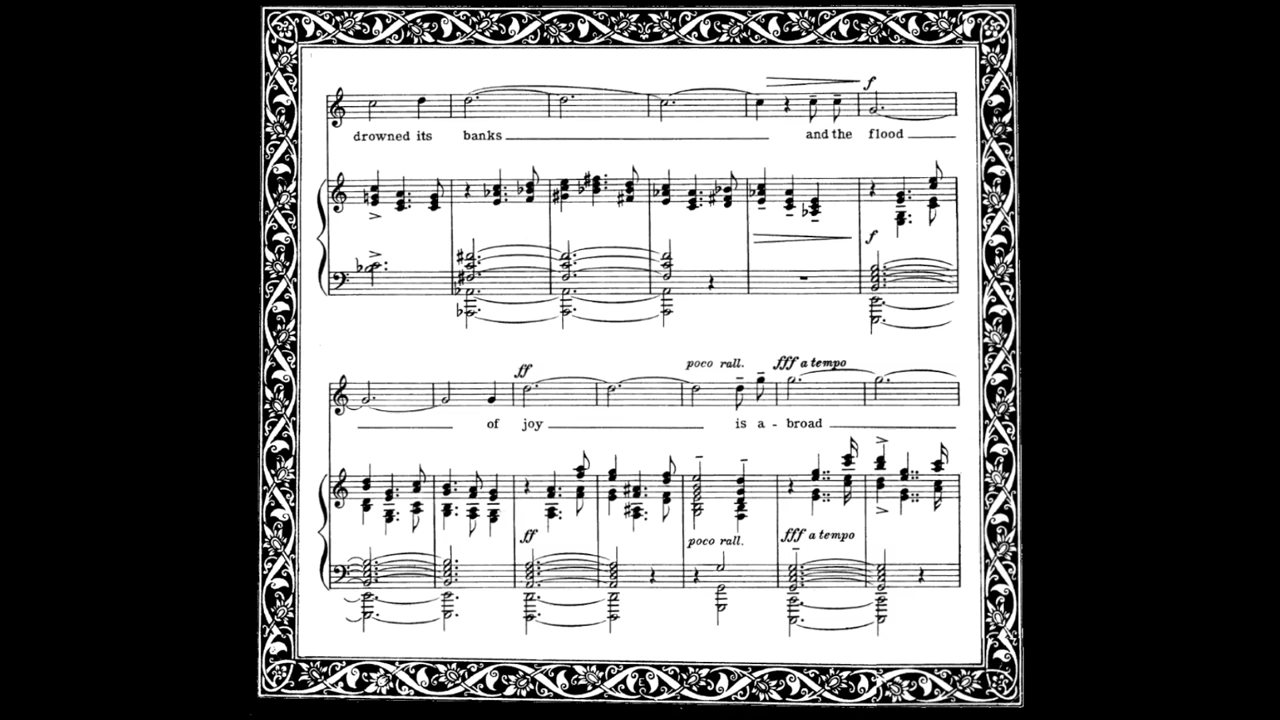 f
drowned its banks and the flood
f
poco rall. fff a tempo
ff
of joy is a - broad
ff poco rall. fff a tempo